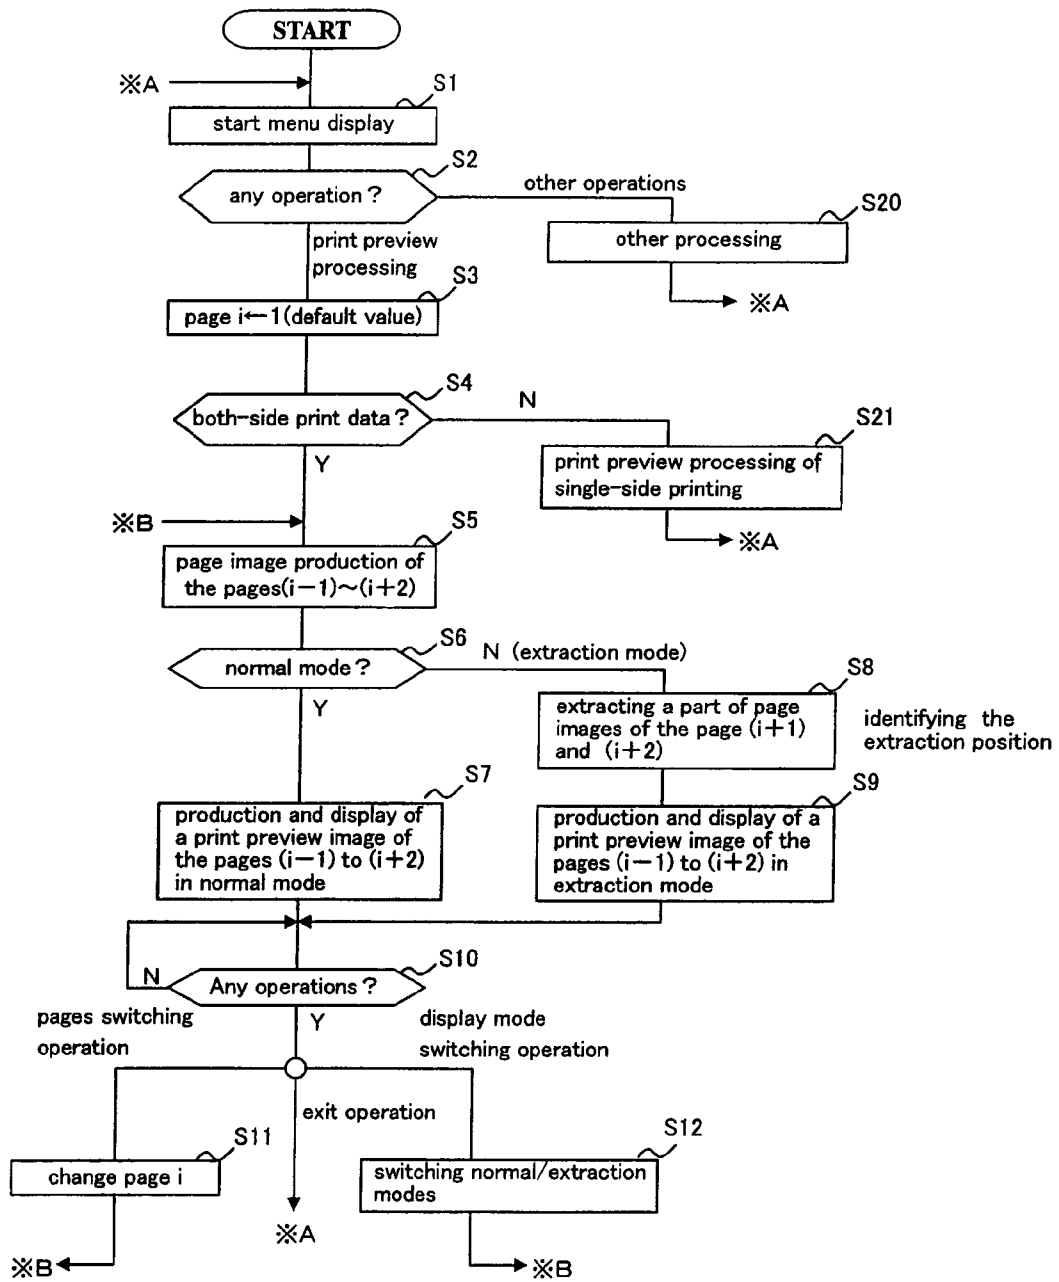 START
※A
S1
start menu display
S2
any operation?
other operations
S20
other processing
※A
print preview
processing
S3
page i←1(default value)
S4
both-side print data?
N
S21
print preview processing of
single-side printing
※A
Y
※B
S5
page image production of
the pages(i-1)~(i+2)
S6
normal mode?
N (extraction mode)
S8
extracting a part of page
images of the page (i+1)
and (i+2)
identifying the
extraction position
Y
S7
production and display of
a print preview image of
the pages (i-1) to (i+2)
in normal mode
S9
production and display of a
print preview image of the
pages (i-1) to (i+2) in
extraction mode
S10
Any operations?
N
Y
pages switching
operation
display mode
switching operation
exit operation
S11
change page i
S12
switching normal/extraction
modes
※A
※B
※B